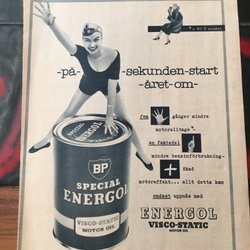 -på-
-sekunden-start
-året-om-
fem gånger mindre
motorslitage
en femtedel
mindre bensinförbrukning-
ökad
motoreffekt... allt detta kan
endast uppnås med
ENERGOL
VISCO-STATIC
MOTOR OIL
ENERGOL
BP
SPECIAL
ENERGOL
VISCO-STATIC
MOTOR OIL